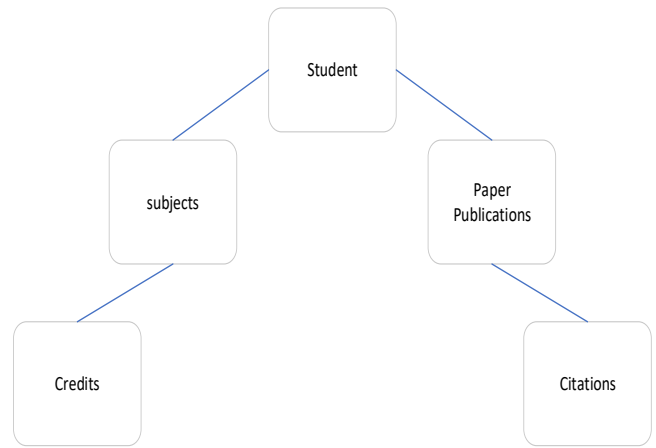 Student
subjects
Paper
Publications
Credits
Citations